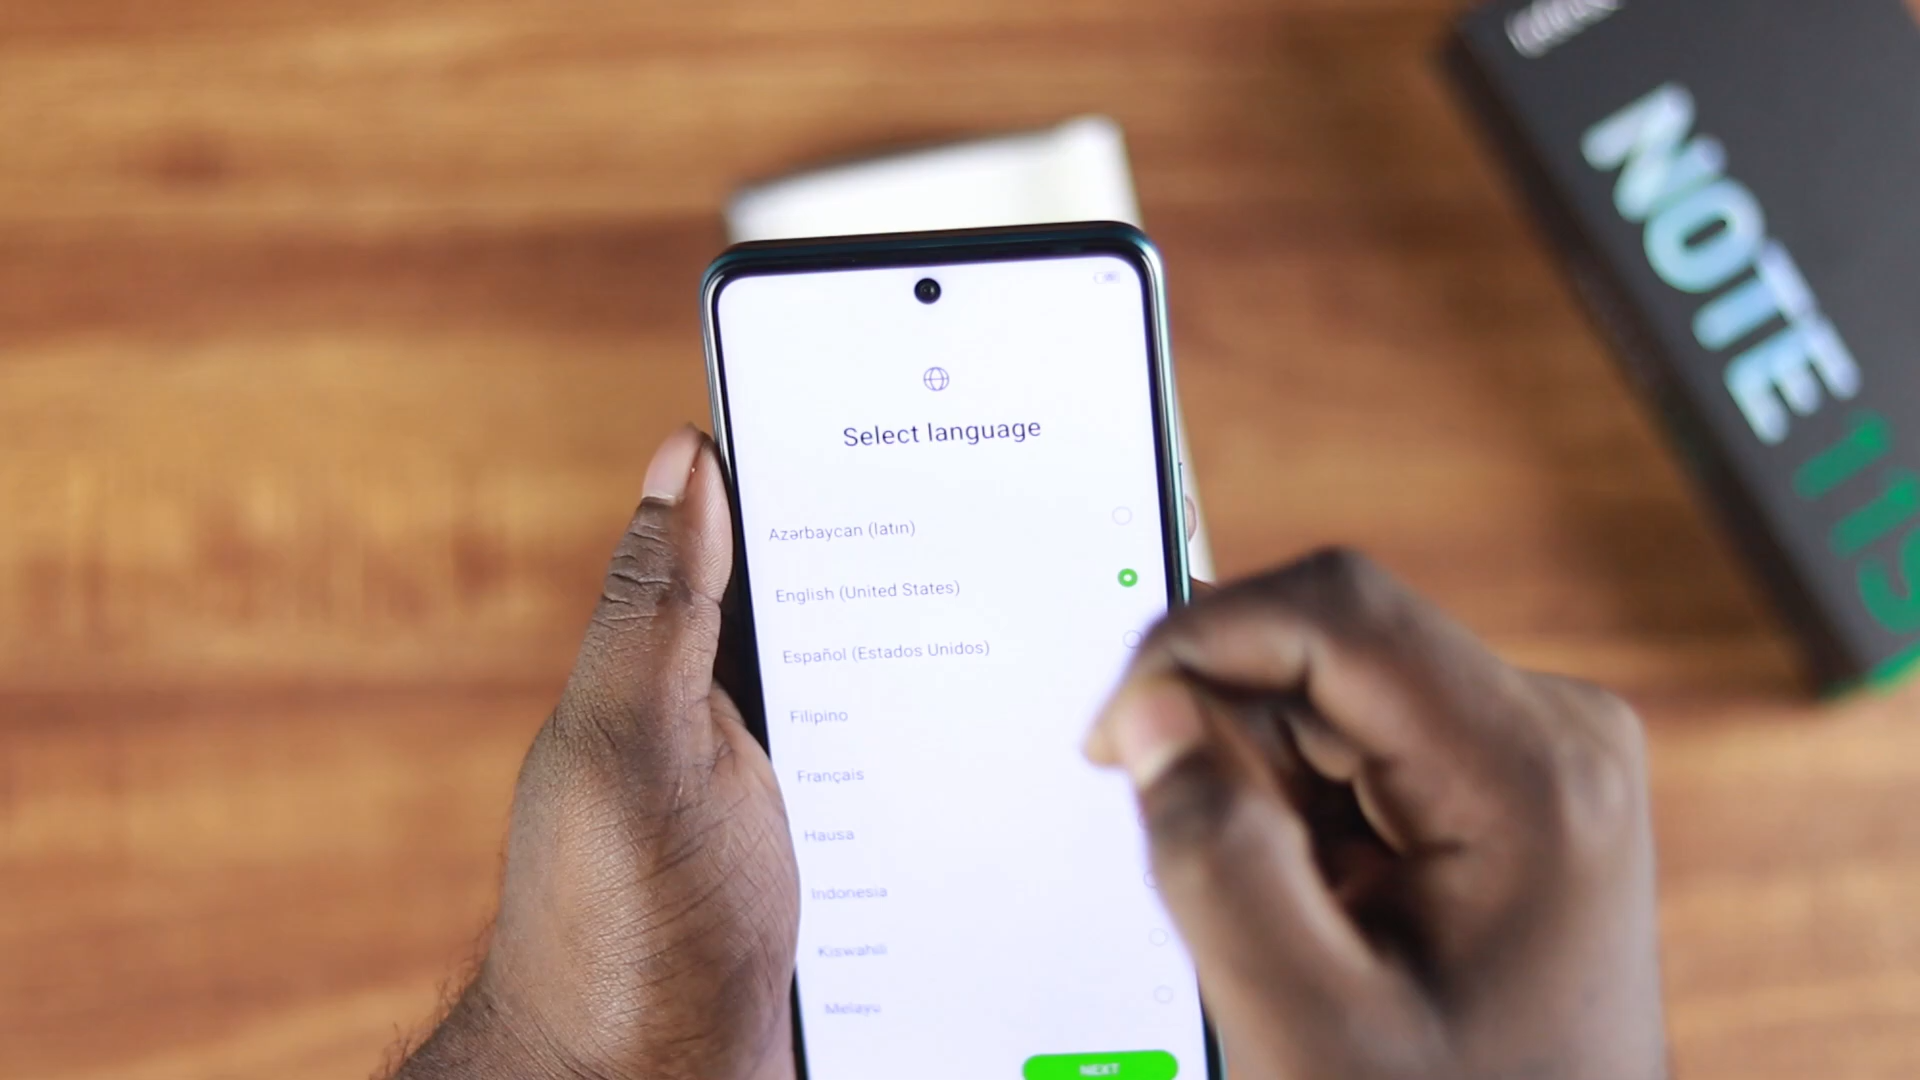 Select language
Azərbaycan (latın)
English (United States)
Español (Estados Unidos)
Filipino
Français
Hausa
Indonesia
Kiswahili
Melayu
NEXT
NOTE 11S